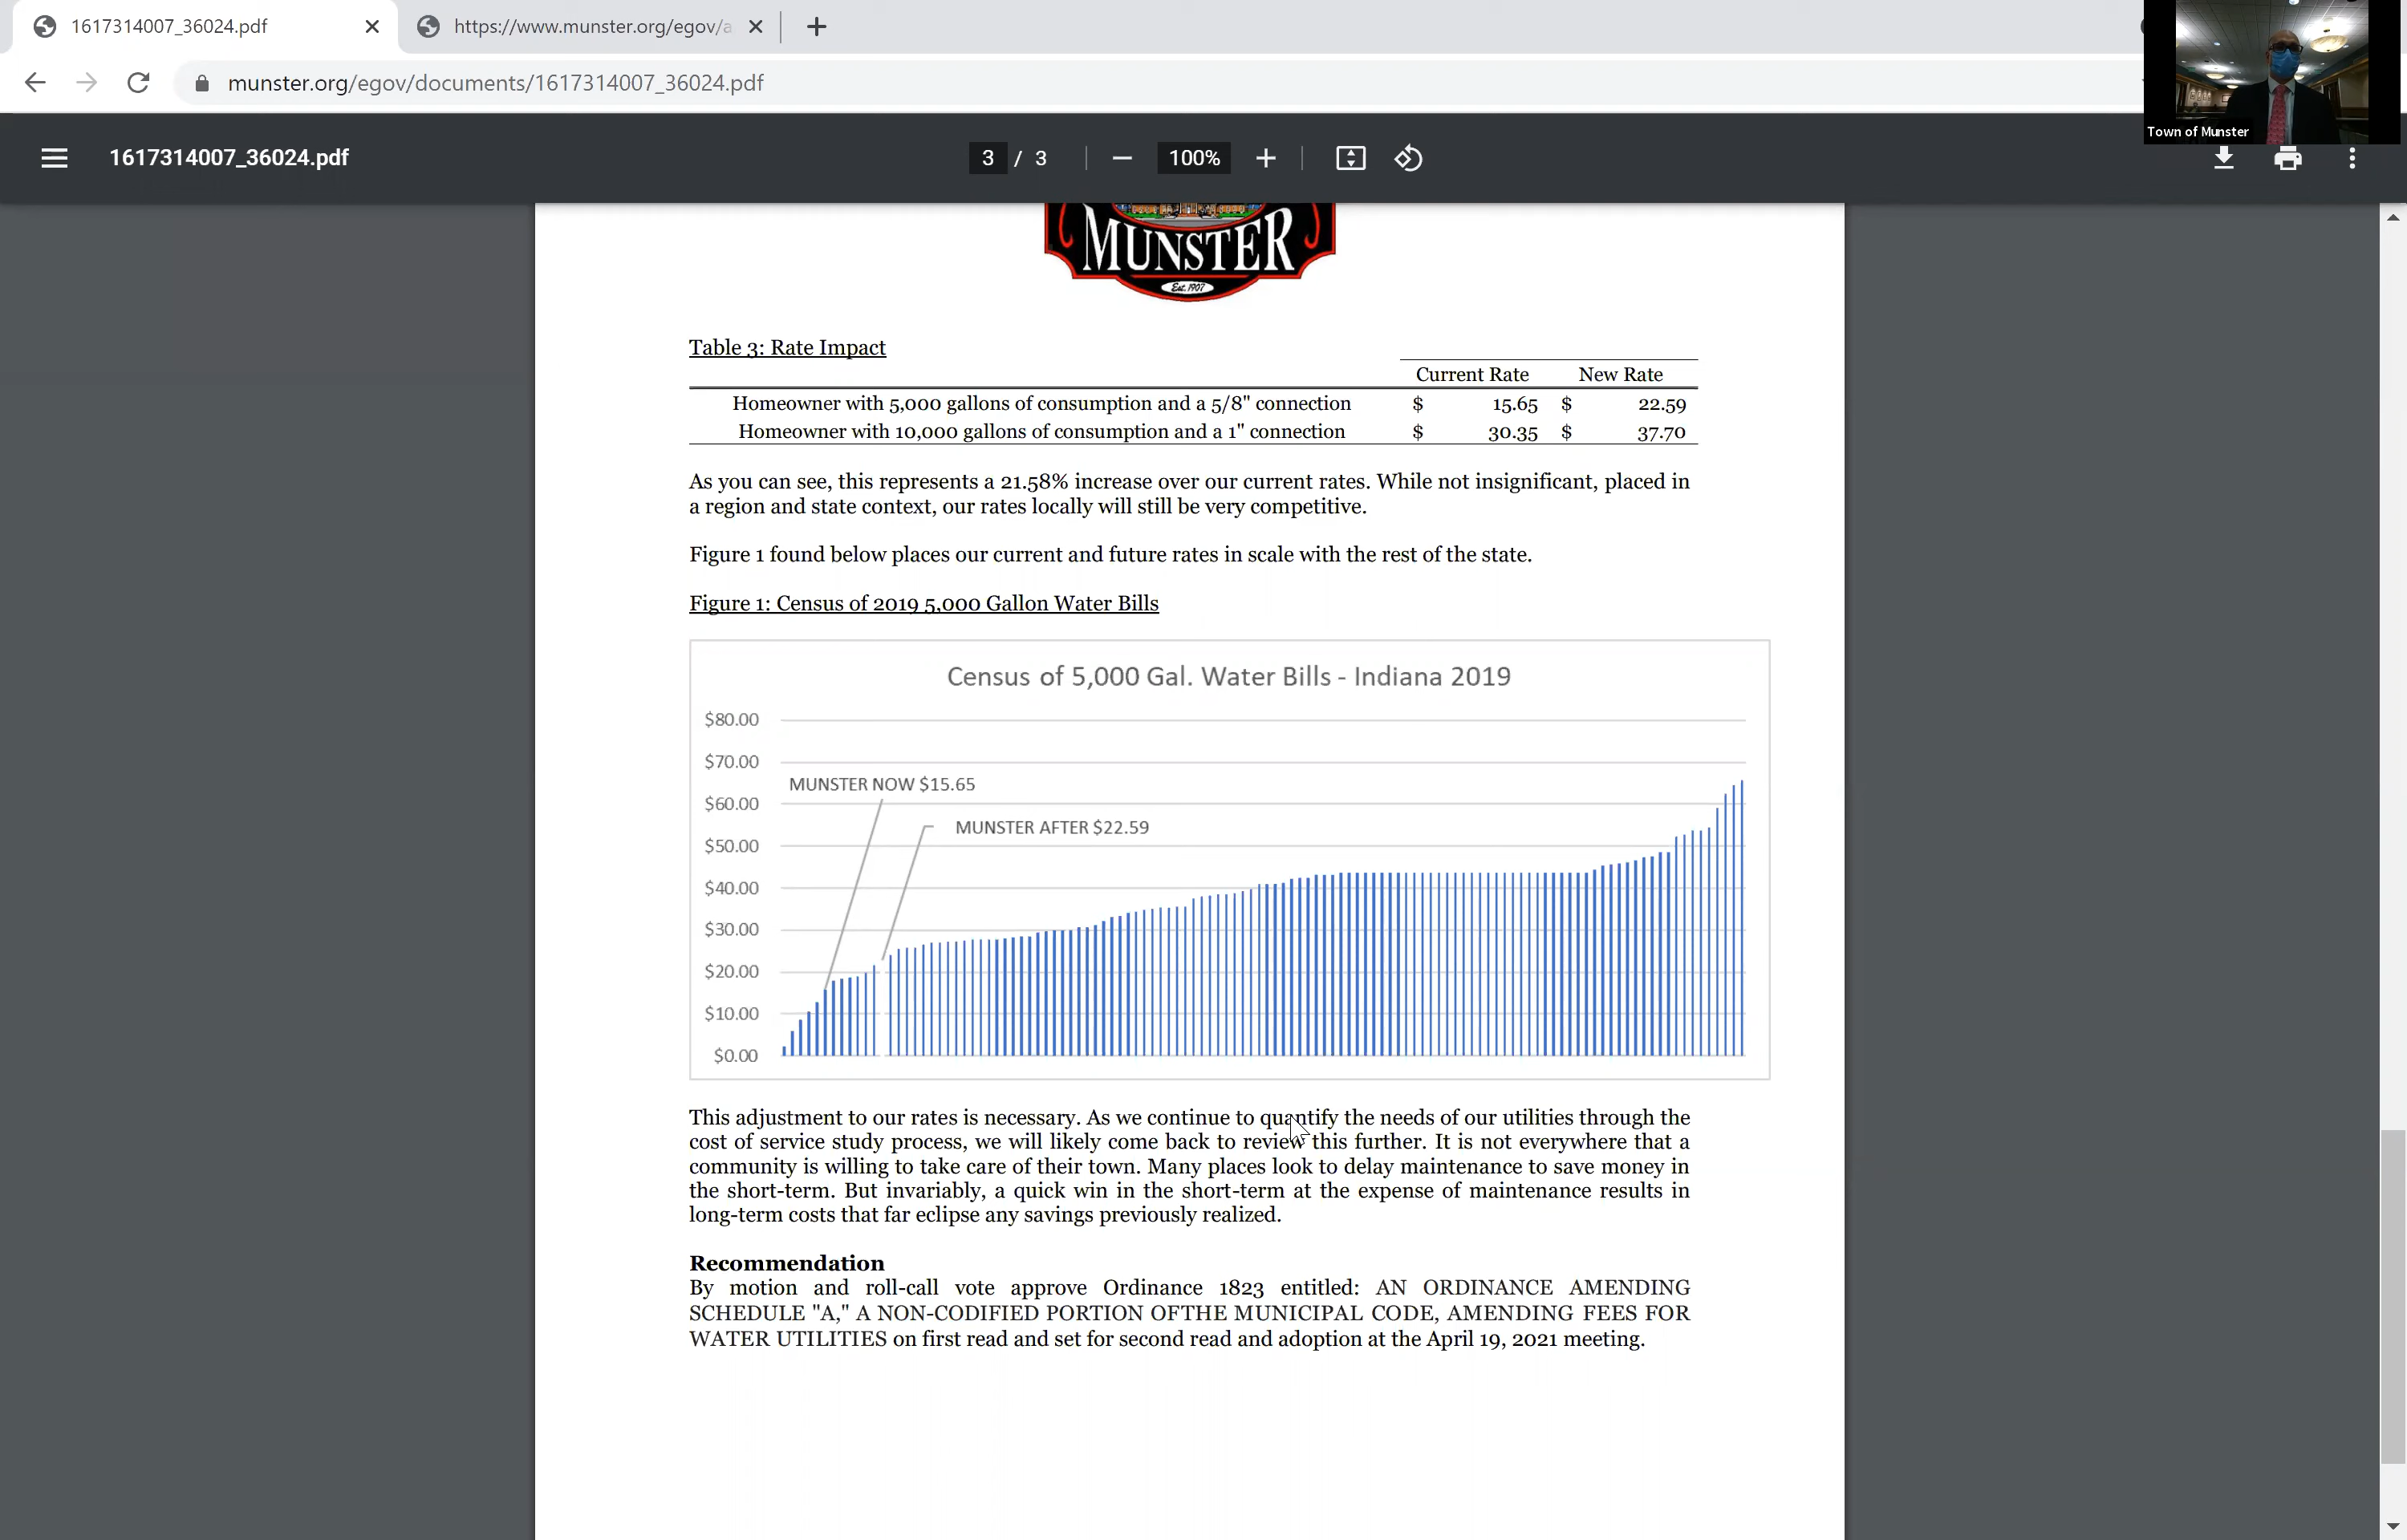 1617314007_36024.pdf
https://www.munster.org/egov/a
munster.org/egov/documents/1617314007_36024.pdf
Town of Munster
1617314007_36024.pdf
3 / 3
100%
MUNSTER
Est. 1907
Table 3: Rate Impact
Current Rate New Rate
Homeowner with 5,000 gallons of consumption and a 5/8" connection $ 15.65 $ 22.59
Homeowner with 10,000 gallons of consumption and a 1" connection $ 30.35 $ 37.70
As you can see, this represents a 21.58% increase over our current rates. While not insignificant, placed in
a region and state context, our rates locally will still be very competitive.
Figure 1 found below places our current and future rates in scale with the rest of the state.
Figure 1: Census of 2019 5,000 Gallon Water Bills
Census of 5,000 Gal. Water Bills - Indiana 2019
$80.00
$70.00
MUNSTER NOW $15.65
$60.00
MUNSTER AFTER $22.59
$50.00
$40.00
$30.00
$20.00
$10.00
$0.00
This adjustment to our rates is necessary. As we continue to quantify the needs of our utilities through the
cost of service study process, we will likely come back to review this further. It is not everywhere that a
community is willing to take care of their town. Many places look to delay maintenance to save money in
the short-term. But invariably, a quick win in the short-term at the expense of maintenance results in
long-term costs that far eclipse any savings previously realized.
Recommendation
By motion and roll-call vote approve Ordinance 1823 entitled: AN ORDINANCE AMENDING
SCHEDULE "A," A NON-CODIFIED PORTION OFTHE MUNICIPAL CODE, AMENDING FEES FOR
WATER UTILITIES on first read and set for second read and adoption at the April 19, 2021 meeting.